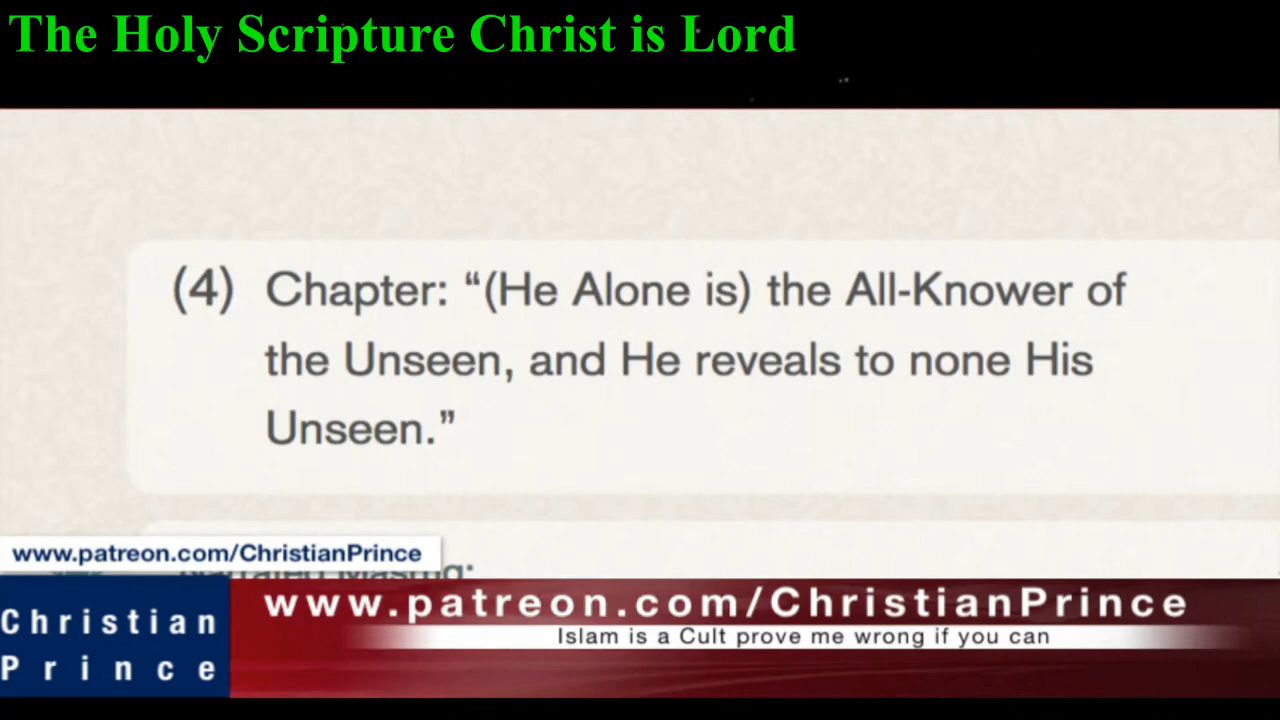 The Holy Scripture Christ is Lord
(4) Chapter: “(He Alone is) the All-Knower of
the Unseen, and He reveals to none His
Unseen.”
www.patreon.com/ChristianPrince
Narrated Masruq:
Christian
Prince
www.patreon.com/ChristianPrince
Islam is a Cult prove me wrong if you can